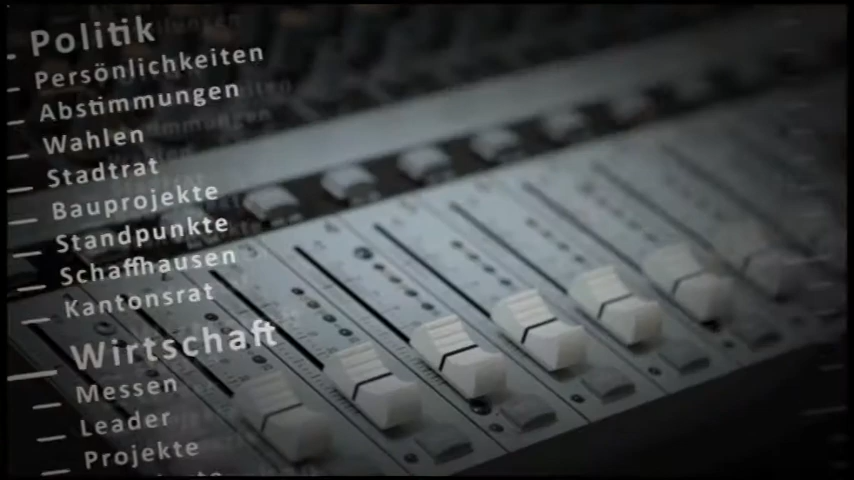 Politik
Persönlichkeiten
Abstimmungen
Wahlen
Stadtrat
Bauprojekte
Standpunkte
Schaffhausen
Kantonsrat
Wirtschaft
Messen
Leader
Projekte